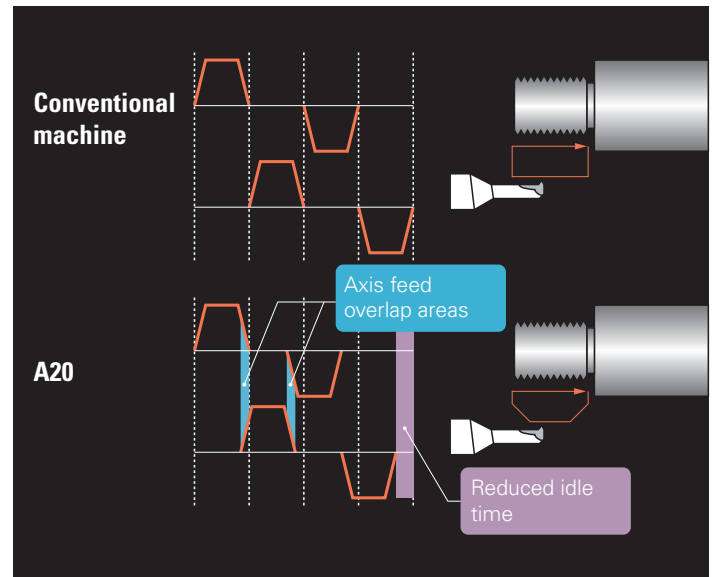 Conventional
machine
Axis feed
overlap areas
A20
Reduced idle
time